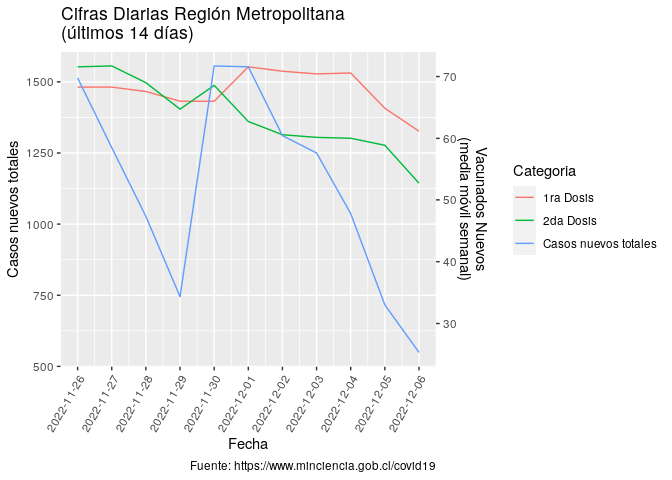 Cifras Diarias Región Metropolitana
(últimos 14 días)
Casos nuevos totales
1500
1250
1000
750
500
70
60
50
40
30
Vacunados Nuevos
(media móvil semanal)
2022-11-26
2022-11-27
2022-11-28
2022-11-29
2022-11-30
2022-12-01
2022-12-02
2022-12-03
2022-12-04
2022-12-05
2022-12-06
Fecha
Categoria
1ra Dosis
2da Dosis
Casos nuevos totales
Fuente: https://www.minciencia.gob.cl/covid19